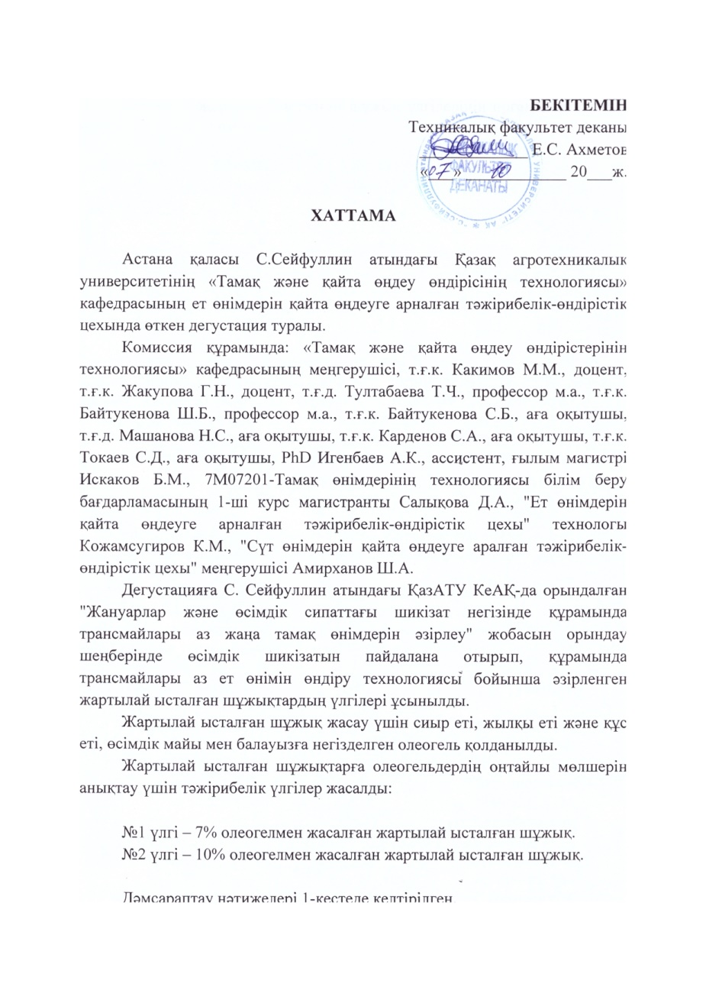 БЕКІТЕМІН
Техникалық факультет деканы
____________ Е.С. Ахметов
«07» 10 ____________ 20___ж.
ФАКУЛЬТЕТ
ДЕКАНАТЫ
ХАТТАМА
Астана қаласы С.Сейфуллин атындағы Қазақ агротехникалық
университетінің «Тамақ және қайта өңдеу өндірісінің технологиясы»
кафедрасының ет өнімдерін қайта өңдеуге арналған тәжірибелік-өндірістік
цехында өткен дегустация туралы.
Комиссия құрамында: «Тамақ және қайта өңдеу өндірістерінің
технологиясы» кафедрасының меңгерушісі, т.ғ.к. Какимов М.М., доцент,
т.ғ.к. Жакупова Г.Н., доцент, т.ғ.д. Тултабаева Т.Ч., профессор м.а., т.ғ.к.
Байтукенова Ш.Б., профессор м.а., т.ғ.к. Байтукенова С.Б., аға оқытушы,
т.ғ.д. Машанова Н.С., аға оқытушы, т.ғ.к. Карденов С.А., аға оқытушы, т.ғ.к.
Токаев С.Д., аға оқытушы, PhD Игенбаев А.К., ассистент, ғылым магистрі
Искаков Б.М., 7М07201-Тамақ өнімдерінің технологиясы білім беру
бағдарламасының 1-ші курс магистранты Салықова Д.А., "Ет өнімдерін
қайта өңдеуге арналған тәжірибелік-өндірістік цехы" технологы
Кожамсугиров К.М., "Сүт өнімдерін қайта өңдеуге аралған тәжірибелік-
өндірістік цехы" меңгерушісі Амирханов Ш.А.
Дегустацияға С. Сейфуллин атындағы ҚазАТУ КеАҚ-да орындалған
"Жануарлар және өсімдік сипаттағы шикізат негізінде құрамында
трансмайлары аз жаңа тамақ өнімдерін әзірлеу" жобасын орындау
шеңберінде өсімдік шикізатын пайдалана отырып, құрамында
трансмайлары аз ет өнімін өндіру технологиясы бойынша әзірленген
жартылай ысталған шұжықтардың үлгілері ұсынылды.
Жартылай ысталған шұжық жасау үшін сиыр еті, жылқы еті және құс
еті, өсімдік майы мен балауызға негізделген олеогель қолданылды.
Жартылай ысталған шұжықтарға олеогельдердің оңтайлы мөлшерін
анықтау үшін тәжірибелік үлгілер жасалды:
№1 үлгі – 7% олеогелмен жасалған жартылай ысталған шұжық.
№2 үлгі – 10% олеогелмен жасалған жартылай ысталған шұжық.
Дәмсараптау нәтижелері 1-кестеде келтірілген.